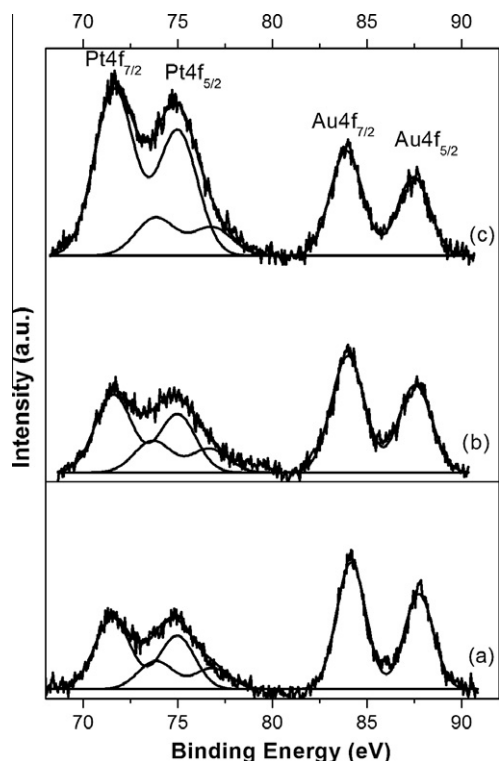 70 75 80 85 90
Pt4f7/2 Pt4f5/2
Au4f7/2 Au4f5/2
(c)
(b)
(a)
Intensity (a.u.)
70 75 80 85 90
Binding Energy (eV)